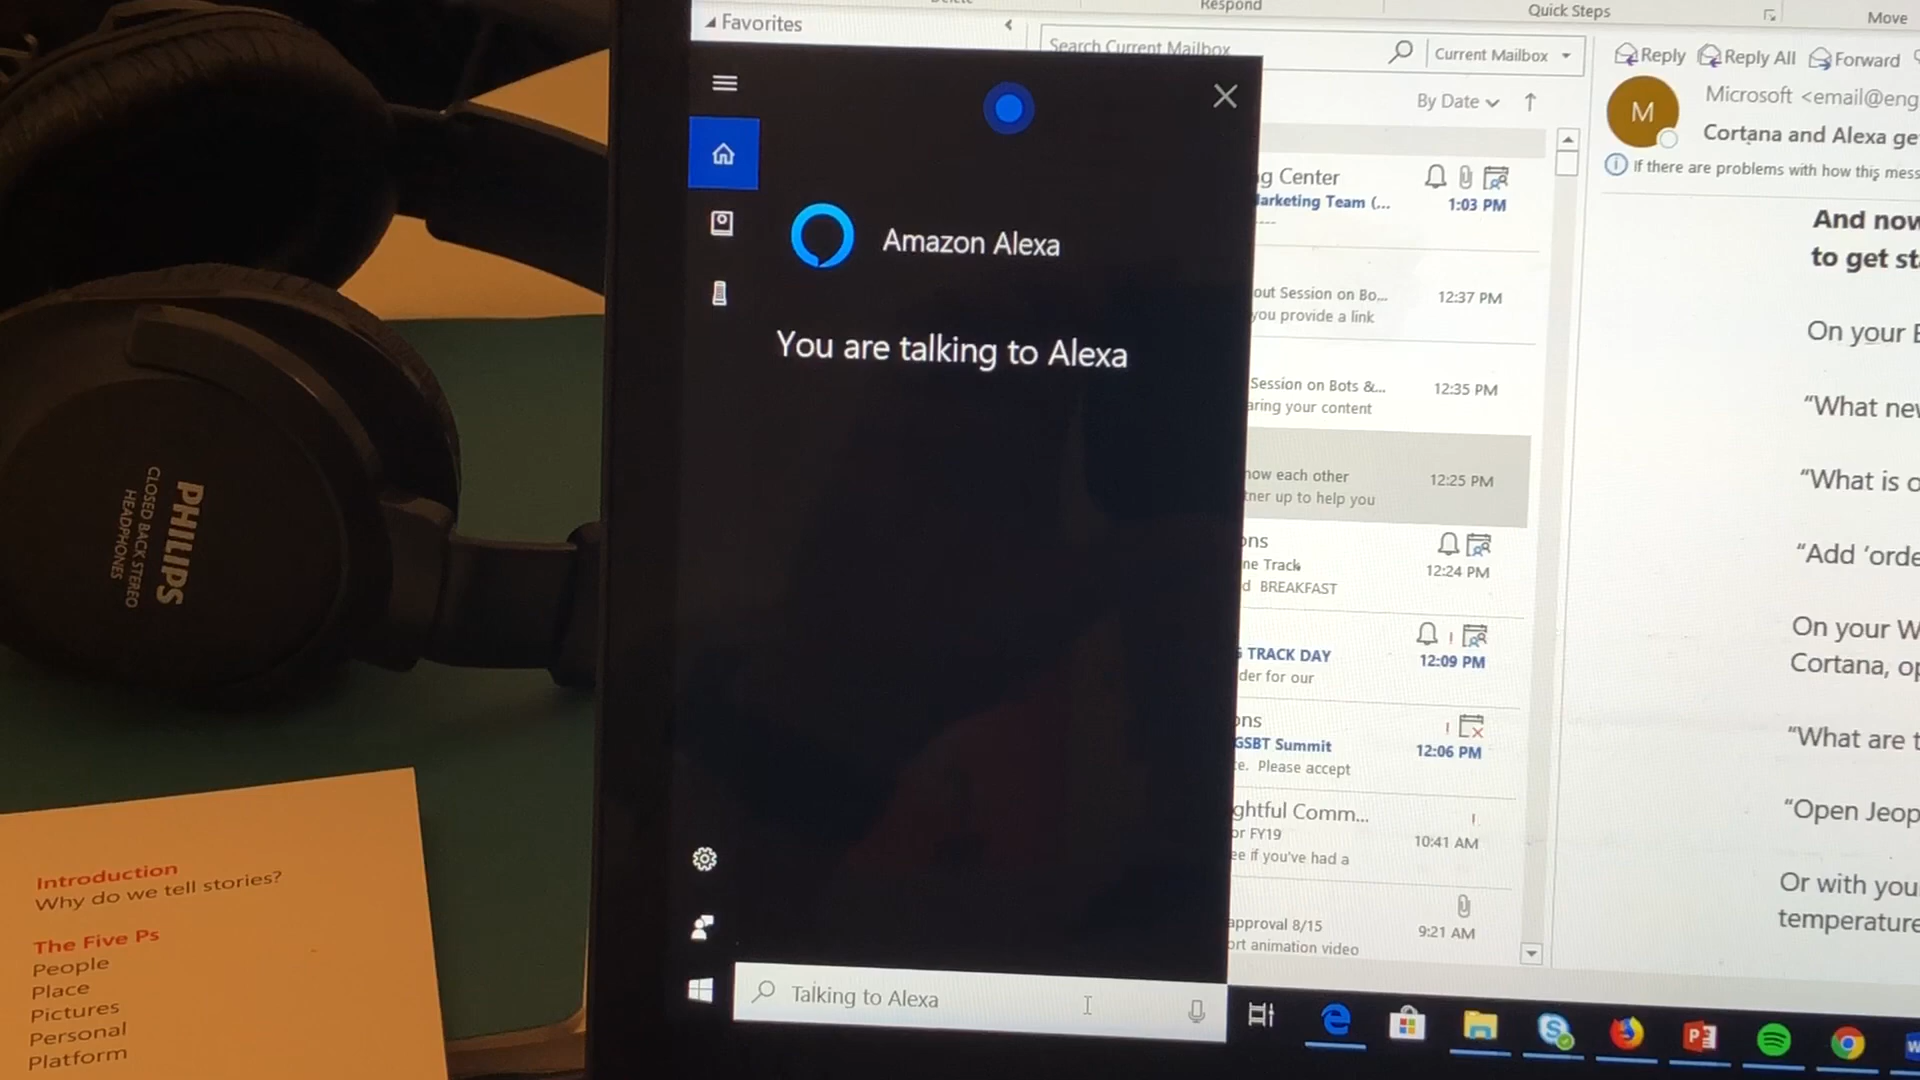 PHILIPS
CLOSED BACK STEREO
HEADPHONES
Introduction
Why do we tell stories?
The Five Ps
People
Place
Pictures
Personal
Platform
Favorites
Respond
Quick Steps
Move
Search Current Mailbox
Current Mailbox
By Date
Amazon Alexa
You are talking to Alexa
Talking to Alexa
g Center
Marketing Team (...
1:03 PM
out Session on Bo...
12:37 PM
you provide a link
Session on Bots &...
12:35 PM
aring your content
now each other
12:25 PM
tner up to help you
ons
ne Track
12:24 PM
d BREAKFAST
TRACK DAY
12:09 PM
der for our
ons
GSBT Summit
12:06 PM
e. Please accept
ghtful Comm...
or FY19
10:41 AM
ee if you've had a
approval 8/15
9:21 AM
ort animation video
Reply
Reply All
Forward
M
Microsoft <email@eng
Cortana and Alexa ge
If there are problems with how this mess
And now
to get st
On your E
"What new
"What is o
"Add 'orde
On your W
Cortana, op
"What are t
"Open Jeop
Or with you
temperature